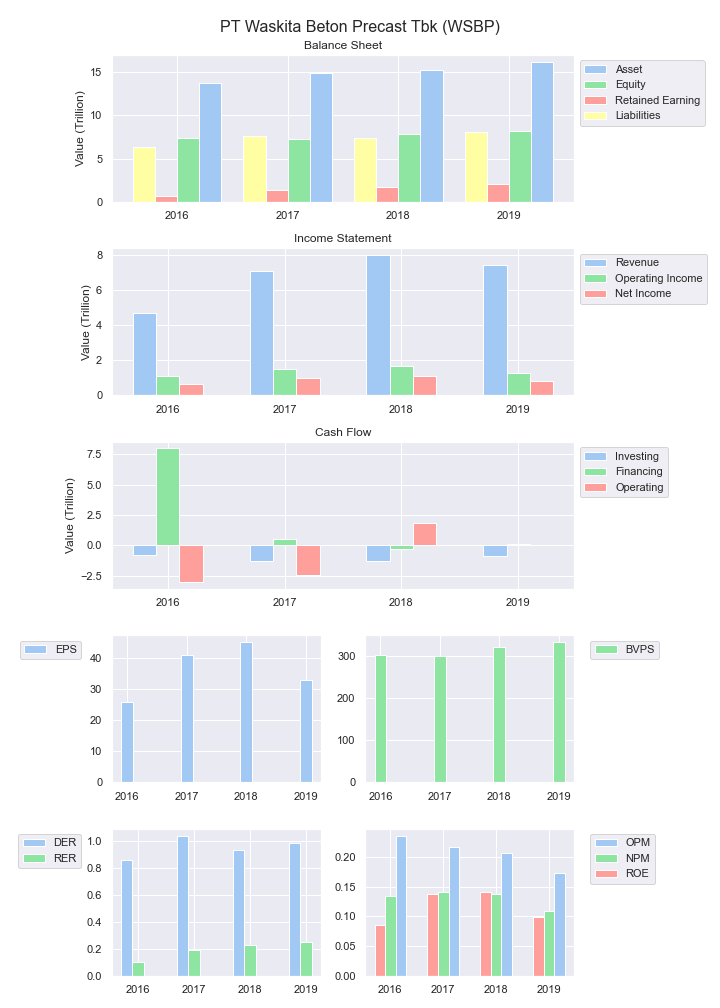 PT Waskita Beton Precast Tbk (WSBP)
Balance Sheet
Value (Trillion)
15
10
5
0
2016 2017 2018 2019
Asset
Equity
Retained Earning
Liabilities
Income Statement
Value (Trillion)
8
6
4
2
0
2016 2017 2018 2019
Revenue
Operating Income
Net Income
Cash Flow
Value (Trillion)
7.5
5.0
2.5
0.0
−2.5
2016 2017 2018 2019
Investing
Financing
Operating
EPS
40
30
20
10
0
2016 2017 2018 2019
300
200
100
0
2016 2017 2018 2019
BVPS
DER
RER
1.0
0.8
0.6
0.4
0.2
0.0
2016 2017 2018 2019
0.20
0.15
0.10
0.05
0.00
2016 2017 2018 2019
OPM
NPM
ROE